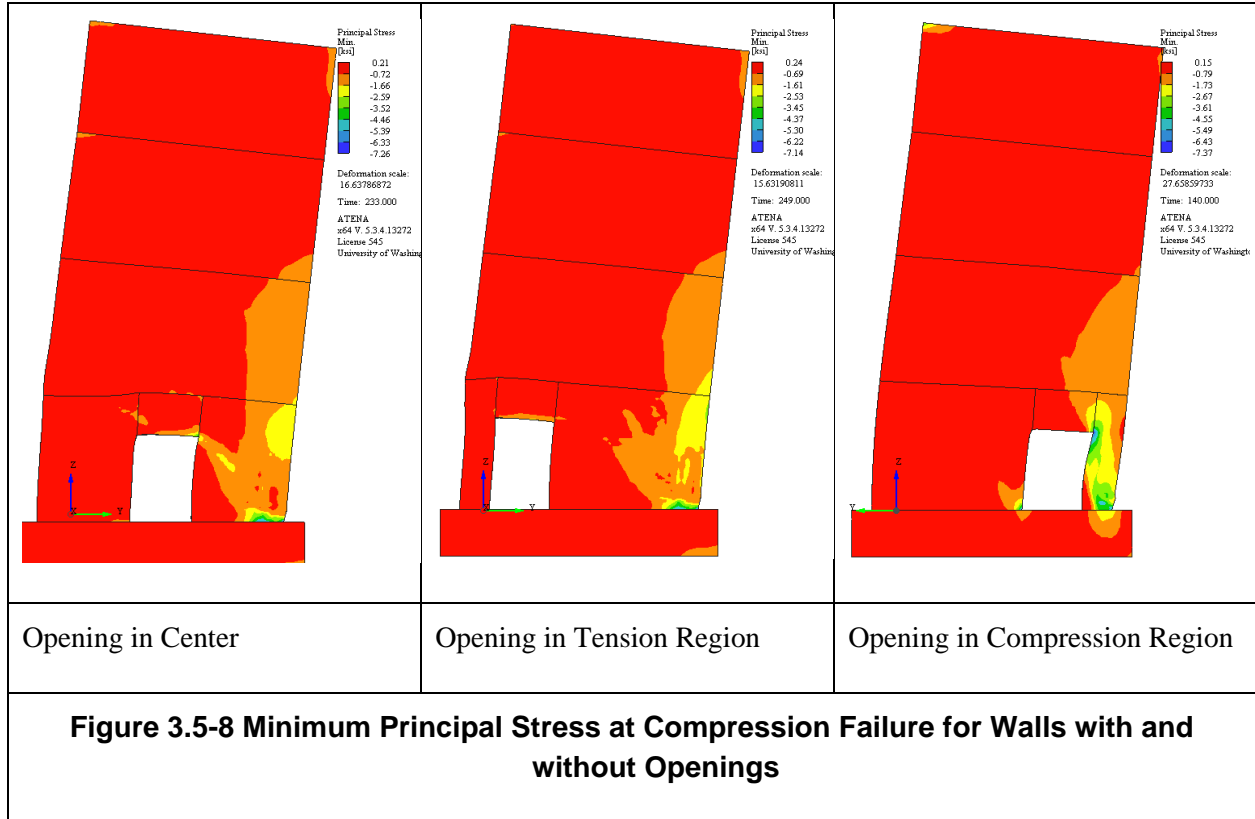 Principal Stress
Min.
[ksi]
0.21
-0.72
-1.66
-2.59
-3.52
-4.46
-5.39
-6.33
-7.26
Deformation scale:
16.63786872
Time: 233.000
ATENA
x64 V. 5.3.4.13272
License 545
University of Washing
Z
X
Y
Principal Stress
Min.
[ksi]
0.24
-0.69
-1.61
-2.53
-3.45
-4.37
-5.30
-6.22
-7.14
Deformation scale:
15.63190811
Time: 249.000
ATENA
x64 V. 5.3.4.13272
License 545
University of Washing
Z
X
Y
Principal Stress
Min.
[ksi]
0.15
-0.79
-1.73
-2.67
-3.61
-4.55
-5.49
-6.43
-7.37
Deformation scale:
27.65859733
Time: 140.000
ATENA
x64 V. 5.3.4.13272
License 545
University of Washingto
Z
Y
Opening in Center
Opening in Tension Region
Opening in Compression Region
Figure 3.5-8 Minimum Principal Stress at Compression Failure for Walls with and
without Openings